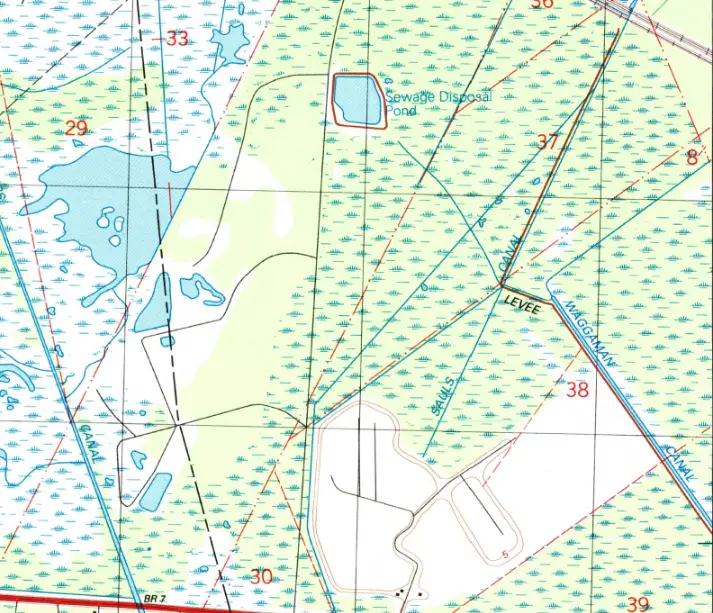 36
33
Sewage Disposal
Pond
29
37
8
CANAL
LEVEE
WAGGAMAN
38
SAULS
CANAL
CANAL
5
30
BR 7
39